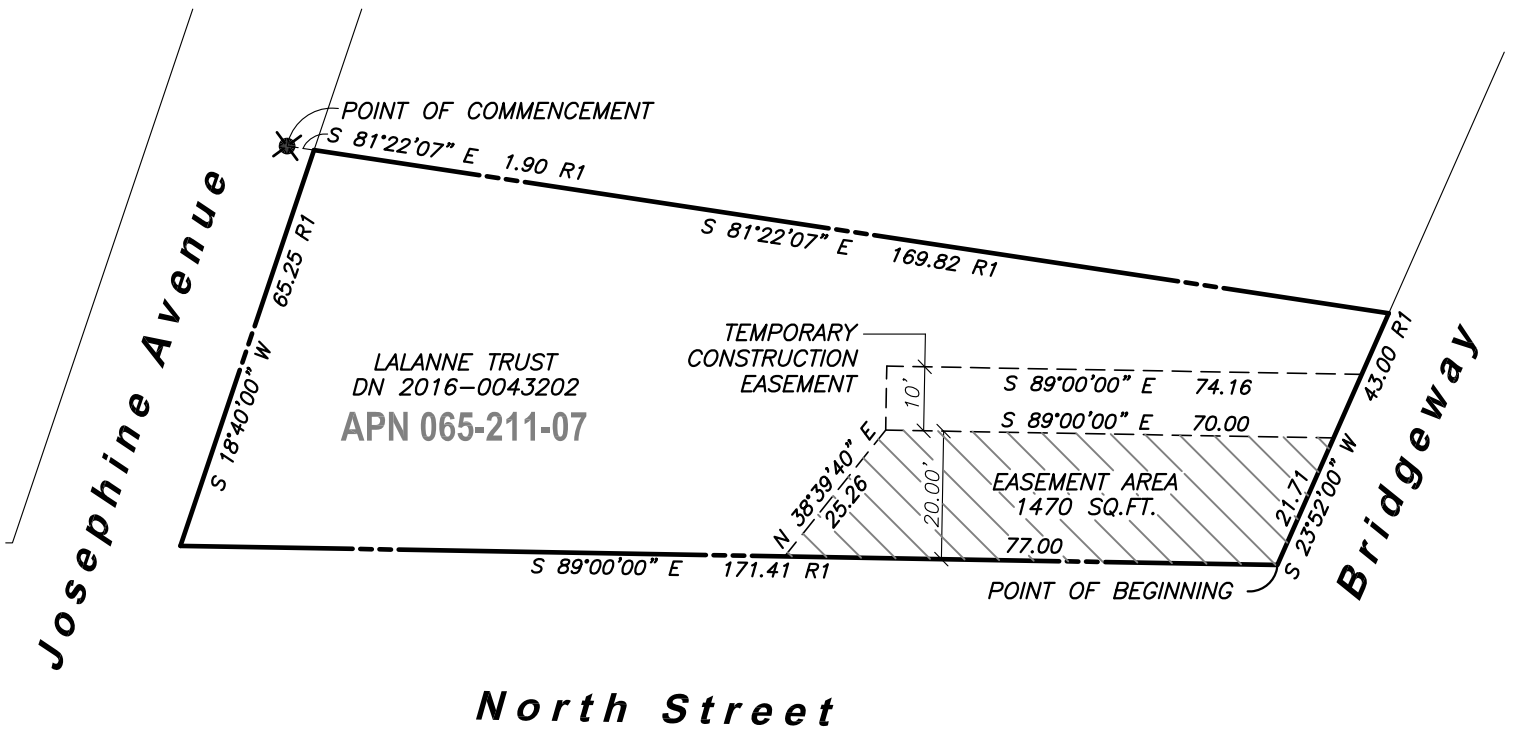 POINT OF COMMENCEMENT
S 81°22'07" E 1.90 R1
S 81°22'07" E 169.82 R1
Josephine Avenue
65.25 R1
S 18°40'00" W
LALANNE TRUST
DN 2016-0043202
APN 065-211-07
TEMPORARY
CONSTRUCTION
EASEMENT
10'
S 89°00'00" E 74.16
S 89°00'00" E 70.00
43.00 R1
S 23°52'00" W
Bridgeway
N 38°39'40" E
25.26
20.00'
EASEMENT AREA
1470 SQ.FT.
21.71
77.00
S 89°00'00" E 171.41 R1
POINT OF BEGINNING
North Street